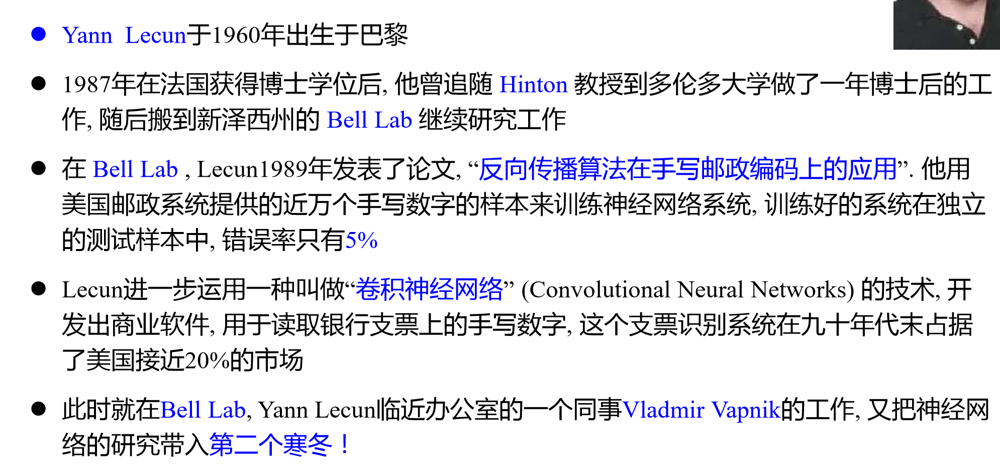 ● Yann Lecun于1960年出生于巴黎
● 1987年在法国获得博士学位后, 他曾追随 Hinton 教授到多伦多大学做了一年博士后的工
作, 随后搬到新泽西州的 Bell Lab 继续研究工作
● 在 Bell Lab , Lecun1989年发表了论文, “反向传播算法在手写邮政编码上的应用”. 他用
美国邮政系统提供的近万个手写数字的样本来训练神经网络系统, 训练好的系统在独立
的测试样本中, 错误率只有5%
● Lecun进一步运用一种叫做“卷积神经网络” (Convolutional Neural Networks) 的技术, 开
发出商业软件, 用于读取银行支票上的手写数字, 这个支票识别系统在九十年代末占据
了美国接近20%的市场
● 此时就在Bell Lab, Yann Lecun临近办公室的一个同事Vladmir Vapnik的工作, 又把神经网
络的研究带入第二个寒冬！